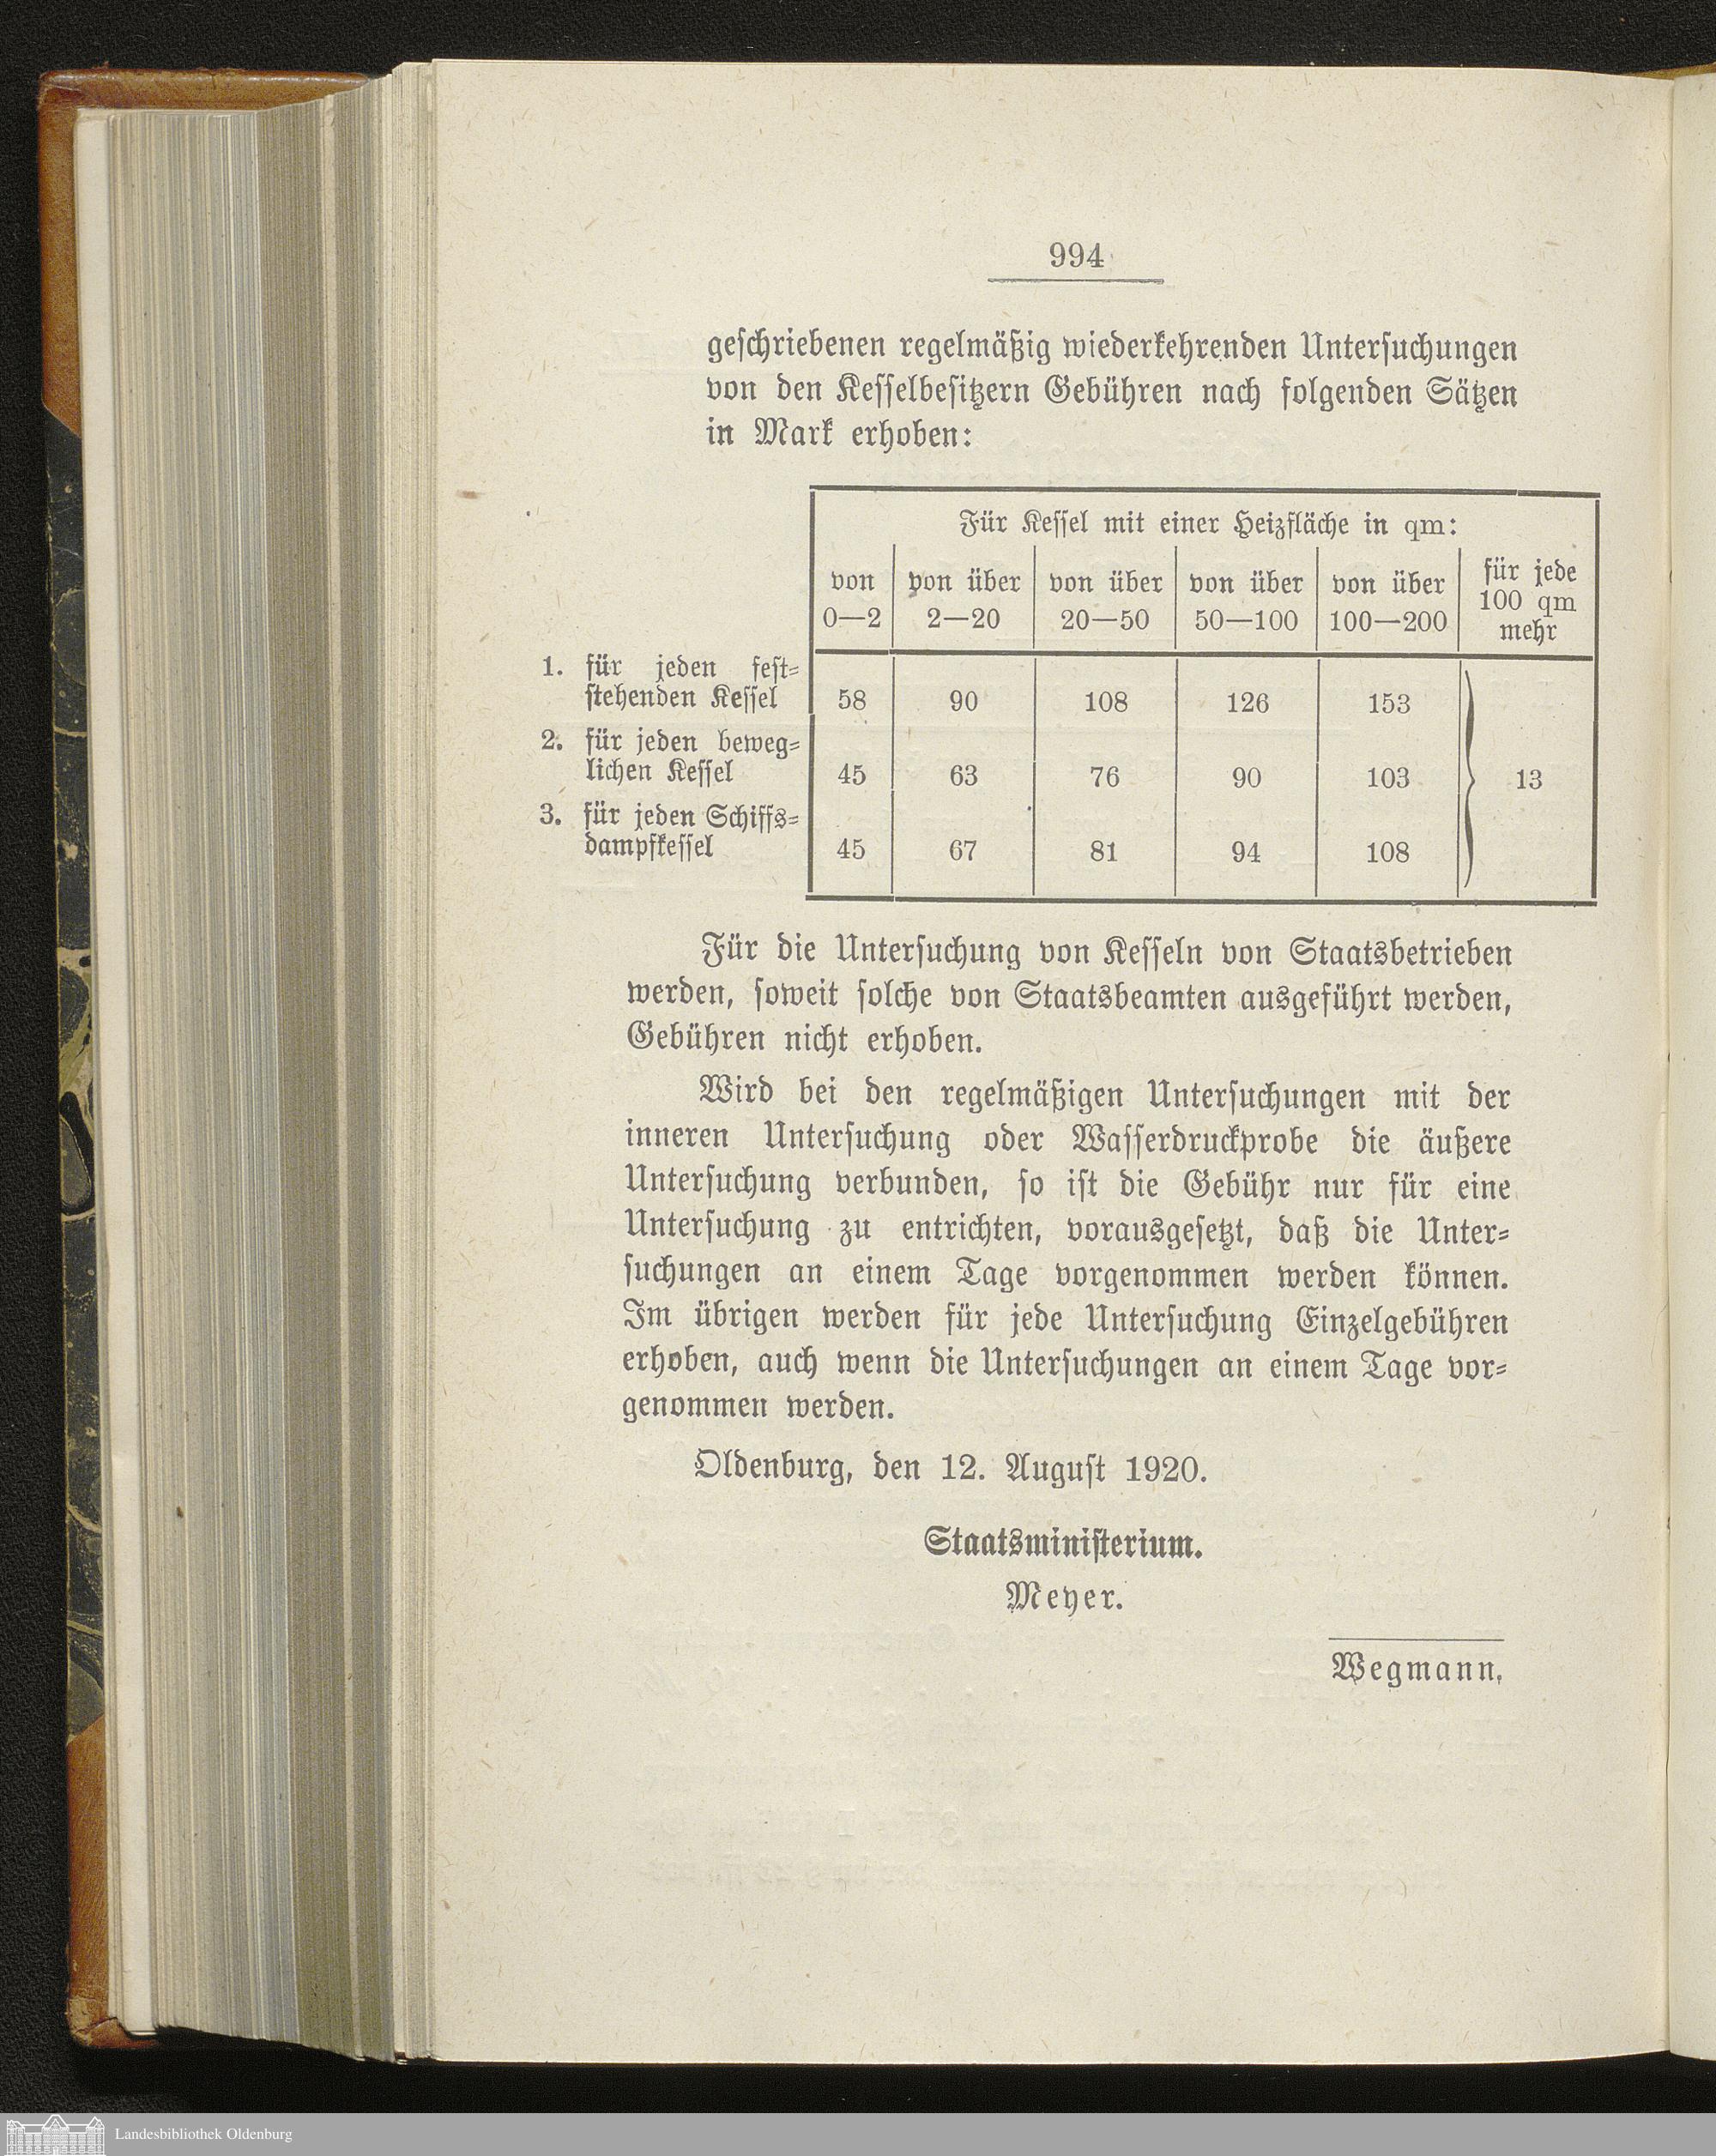 994
geschriebenen regelmäßig wiederkehrenden Untersuchungen
von den Kesselbesitzern Gebühren nach folgenden Sätzen
in Mark erhoben:
Für Kessel mit einer Heizfläche in qm:
von 0—2 | von über 2—20 | von über 20—50 | von über 50—100 | von über 100—200 | für jede 100 qm mehr
1. für jeden fest-
stehenden Kessel 58 90 108 126 153
2. für jeden beweg-
lichen Kessel 45 63 76 90 103 13
3. für jeden Schiffs-
dampfkessel 45 67 81 94 108
Für die Untersuchung von Kesseln von Staatsbetrieben
werden, soweit solche von Staatsbeamten ausgeführt werden,
Gebühren nicht erhoben.
Wird bei den regelmäßigen Untersuchungen mit der
inneren Untersuchung oder Wasserdruckprobe die äußere
Untersuchung verbunden, so ist die Gebühr nur für eine
Untersuchung zu entrichten, vorausgesetzt, daß die Unter-
suchungen an einem Tage vorgenommen werden können.
Im übrigen werden für jede Untersuchung Einzelgebühren
erhoben, auch wenn die Untersuchungen an einem Tage vor-
genommen werden.
Oldenburg, den 12. August 1920.
Staatsministerium.
Meyer.
Wegmann.
Landesbibliothek Oldenburg